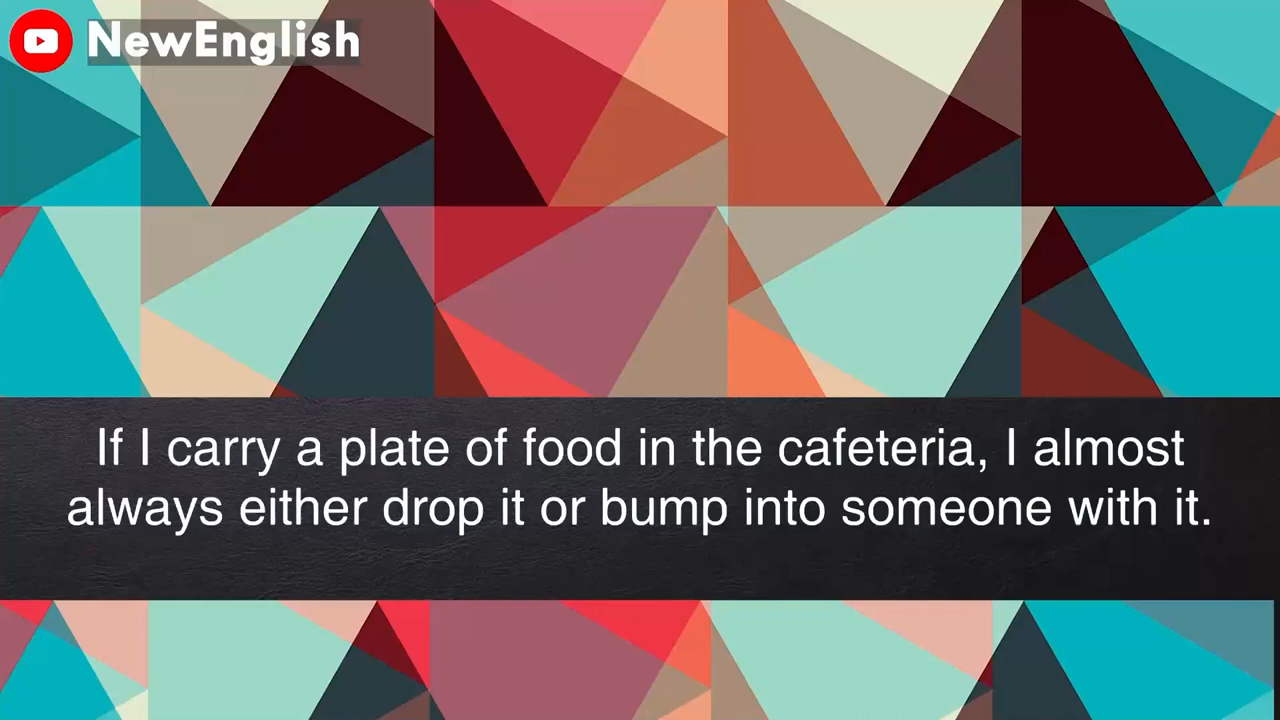 NewEnglish
If I carry a plate of food in the cafeteria, I almost
always either drop it or bump into someone with it.